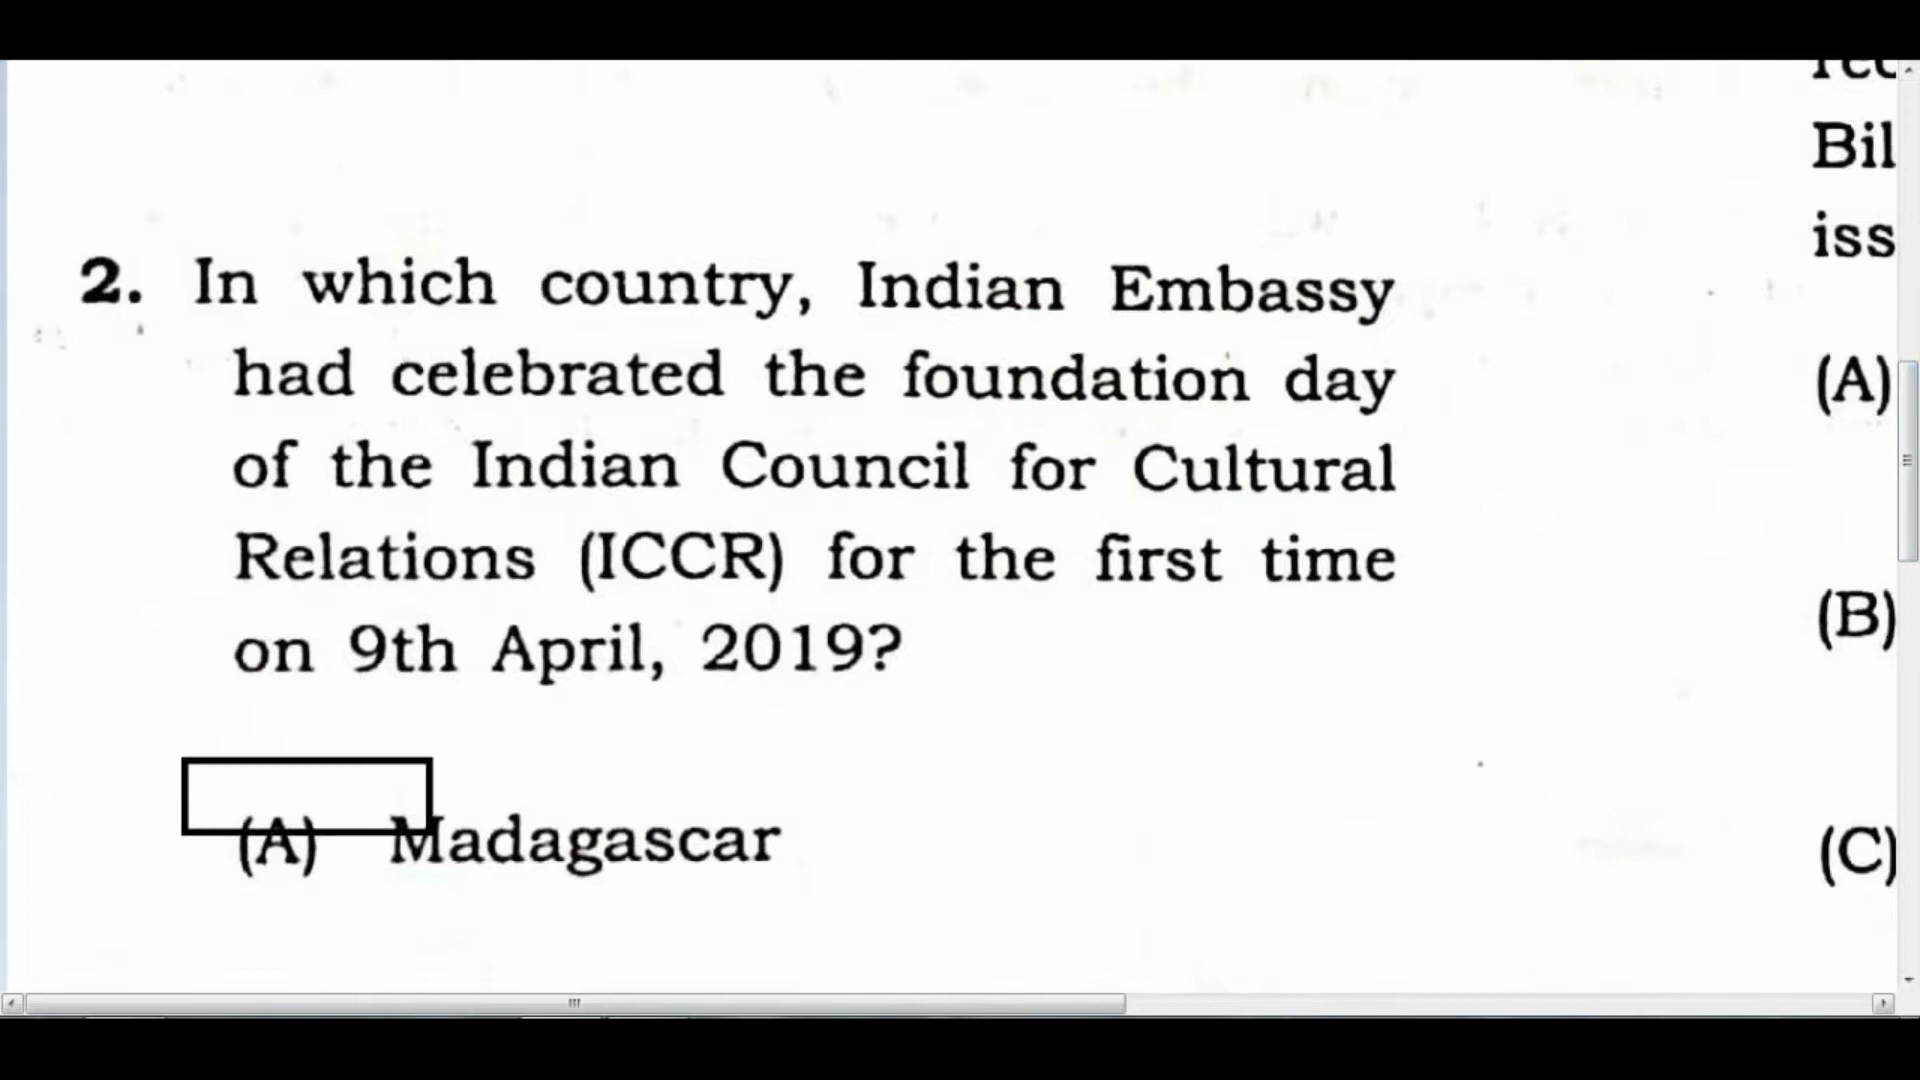 2. In which country, Indian Embassy
had celebrated the foundation day
of the Indian Council for Cultural
Relations (ICCR) for the first time
on 9th April, 2019?
(A) Madagascar
Bil
iss
(A)
(B)
(C)